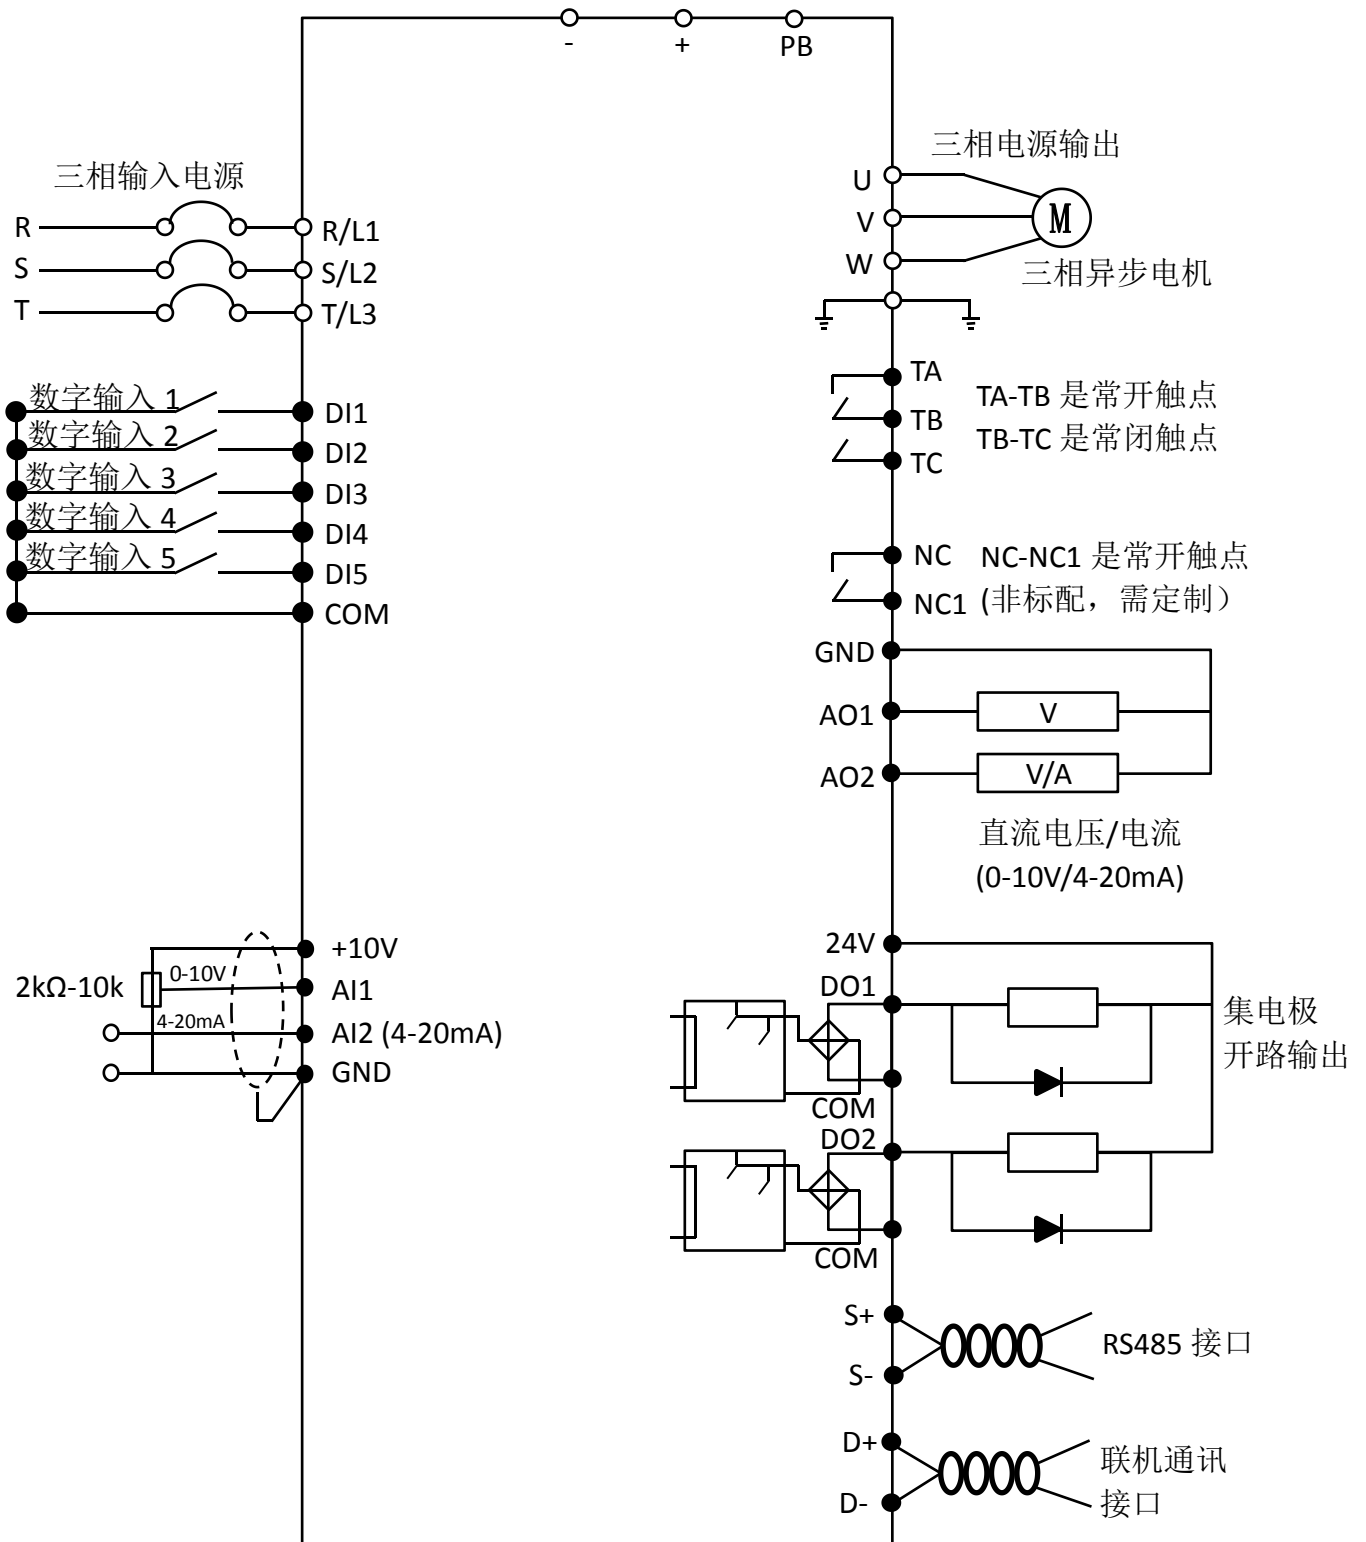 - + PB
三相电源输出
三相输入电源
R R/L1
S S/L2
T T/L3
U
V M
W
三相异步电机
数字输入 1 DI1
数字输入 2 DI2
数字输入 3 DI3
数字输入 4 DI4
数字输入 5 DI5
COM
TA
TB
TC
TA-TB 是常开触点
TB-TC 是常闭触点
NC NC-NC1 是常开触点
NC1 (非标配，需定制）
GND
AO1 V
AO2 V/A
直流电压/电流
(0-10V/4-20mA)
+10V
2kΩ-10k 0-10V AI1
4-20mA AI2 (4-20mA)
GND
24V
DO1
COM
集电极
开路输出
DO2
COM
S+
S-
RS485 接口
D+
D-
联机通讯
接口